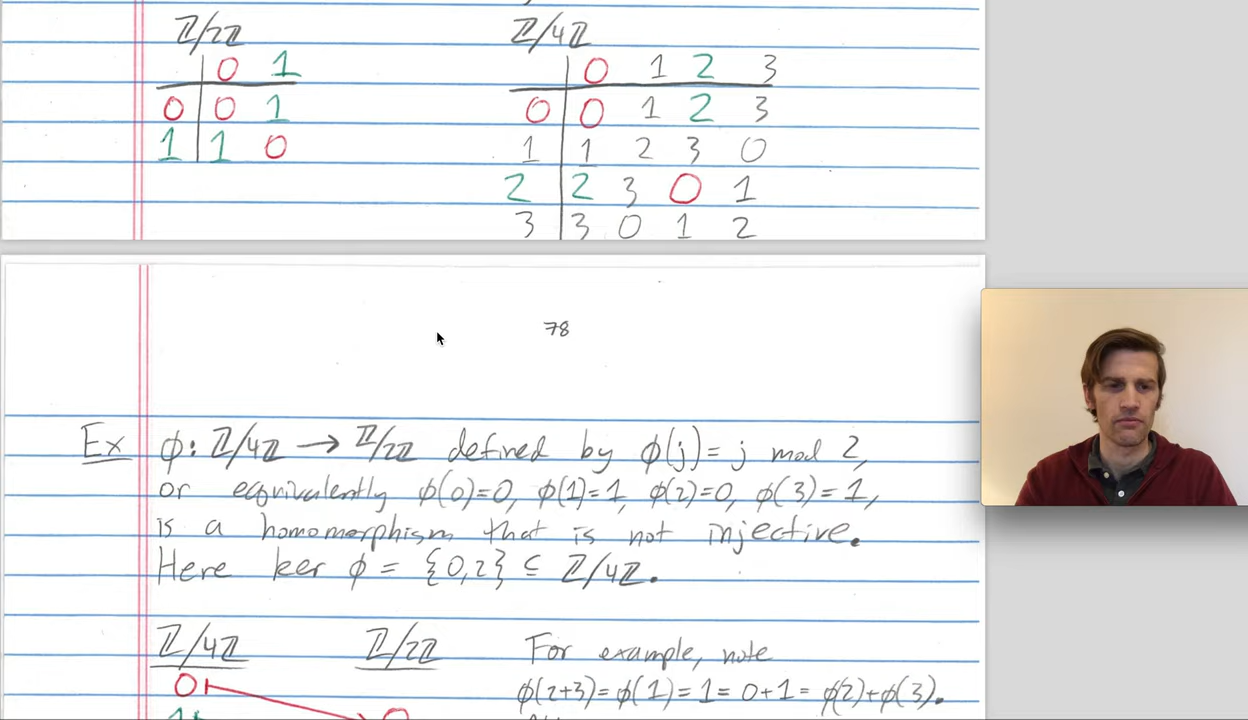 ℤ/2ℤ ℤ/4ℤ
0 1
0 0 1
1 1 0
0 1 2 3
0 0 1 2 3
1 1 2 3 0
2 2 3 0 1
3 3 0 1 2
78
Ex ϕ: ℤ/4ℤ → ℤ/2ℤ defined by ϕ(j) = j mod 2,
or equivalently ϕ(0)=0, ϕ(1)=1, ϕ(2)=0, ϕ(3)=1,
is a homomorphism that is not injective.
Here ker ϕ = {0,2} ⊆ ℤ/4ℤ.
ℤ/4ℤ ℤ/2ℤ For example, note
0 ϕ(2+3)=ϕ(1)=1=0+1=ϕ(2)+ϕ(3).